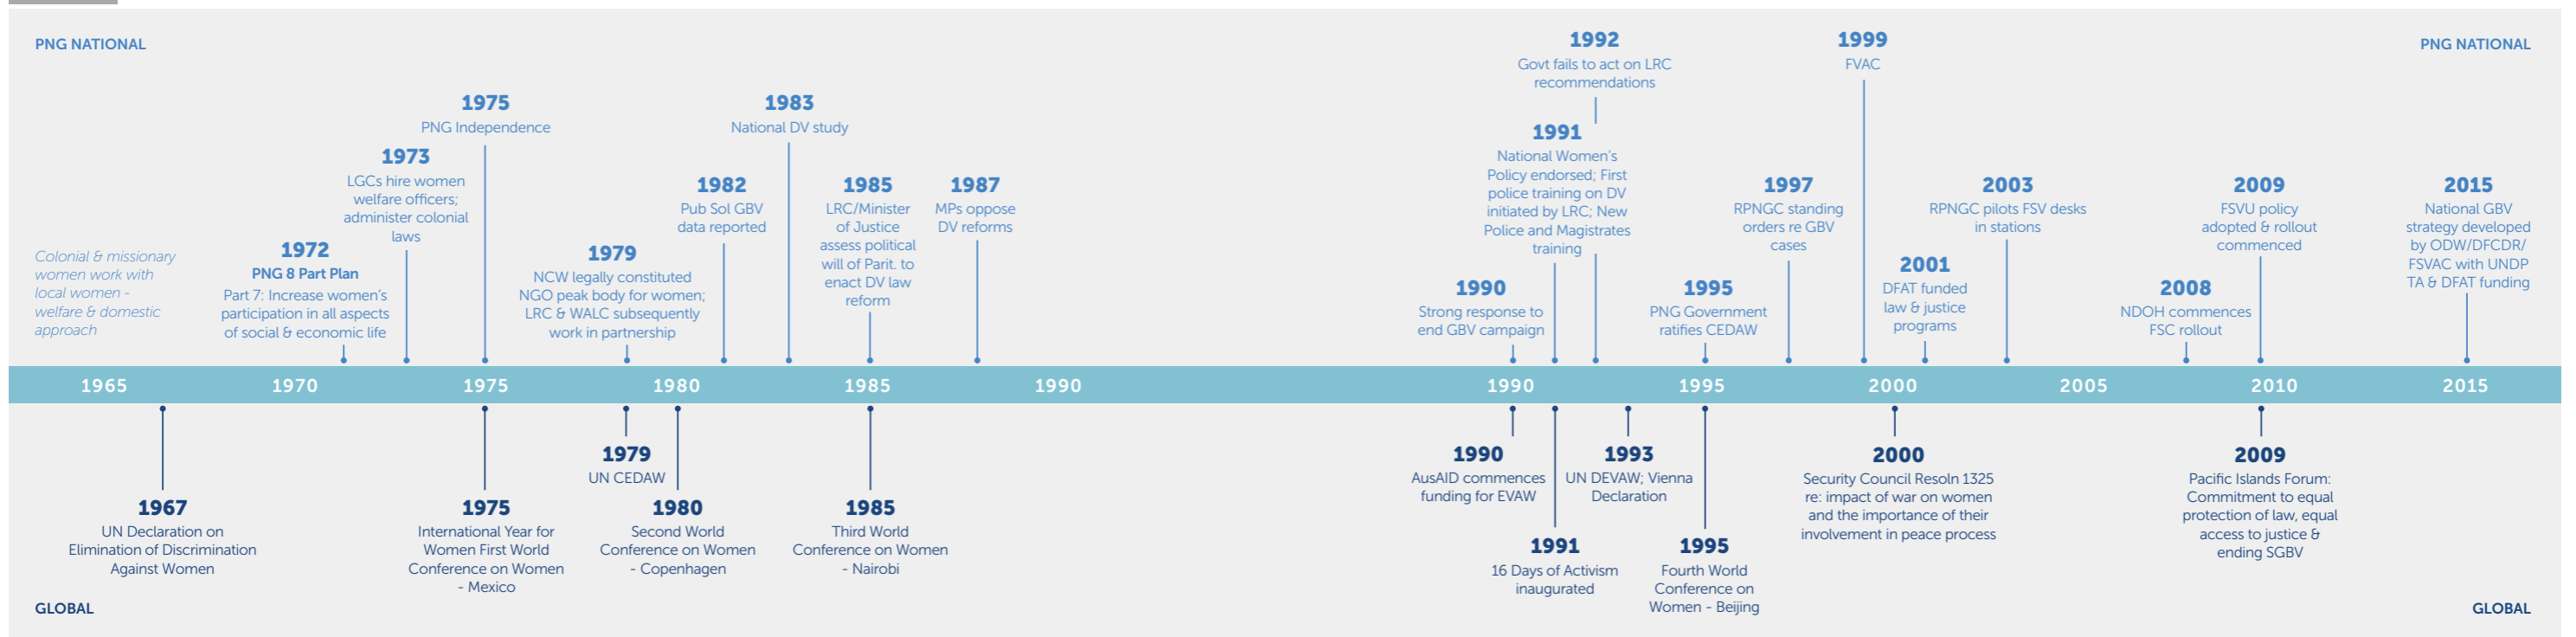 PNG NATIONAL
PNG NATIONAL
Colonial & missionary
women work with
local women -
welfare & domestic
approach
1972
PNG 8 Part Plan
Part 7: Increase women's
participation in all aspects
of social & economic life
1973
LGCs hire women
welfare officers;
administer colonial
laws
1975
PNG Independence
1979
NCW legally constituted
NGO peak body for women;
LRC & WALC subsequently
work in partnership
1982
Pub Sol GBV
data reported
1983
National DV study
1985
LRC/Minister
of Justice
assess political
will of Parit. to
enact DV law
reform
1987
MPs oppose
DV reforms
1990
Strong response to
end GBV campaign
1991
National Women's
Policy endorsed; First
police training on DV
initiated by LRC; New
Police and Magistrates
training
1992
Govt fails to act on LRC
recommendations
1995
PNG Government
ratifies CEDAW
1997
RPNGC standing
orders re GBV
cases
1999
FVAC
2001
DFAT funded
law & justice
programs
2003
RPNGC pilots FSV desks
in stations
2008
NDOH commences
FSC rollout
2009
FSVU policy
adopted & rollout
commenced
2015
National GBV
strategy developed
by ODW/DFCDR/
FSVAC with UNDP
TA & DFAT funding
1965 1970 1975 1980 1985 1990 1990 1995 2000 2005 2010 2015
1967
UN Declaration on
Elimination of Discrimination
Against Women
1975
International Year for
Women First World
Conference on Women
- Mexico
1979
UN CEDAW
1980
Second World
Conference on Women
- Copenhagen
1985
Third World
Conference on Women
- Nairobi
1990
AusAID commences
funding for EVAW
1991
16 Days of Activism
inaugurated
1993
UN DEVAW; Vienna
Declaration
1995
Fourth World
Conference on
Women - Beijing
2000
Security Council Resoln 1325
re: impact of war on women
and the importance of their
involvement in peace process
2009
Pacific Islands Forum:
Commitment to equal
protection of law, equal
access to justice &
ending SGBV
GLOBAL
GLOBAL